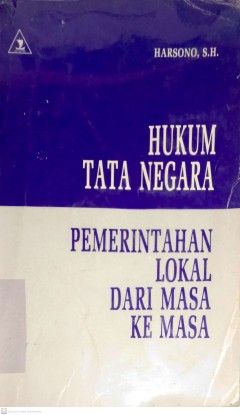 HARSONO, S.H.
HUKUM
TATA NEGARA
PEMERINTAHAN
LOKAL
DARI MASA
KE MASA